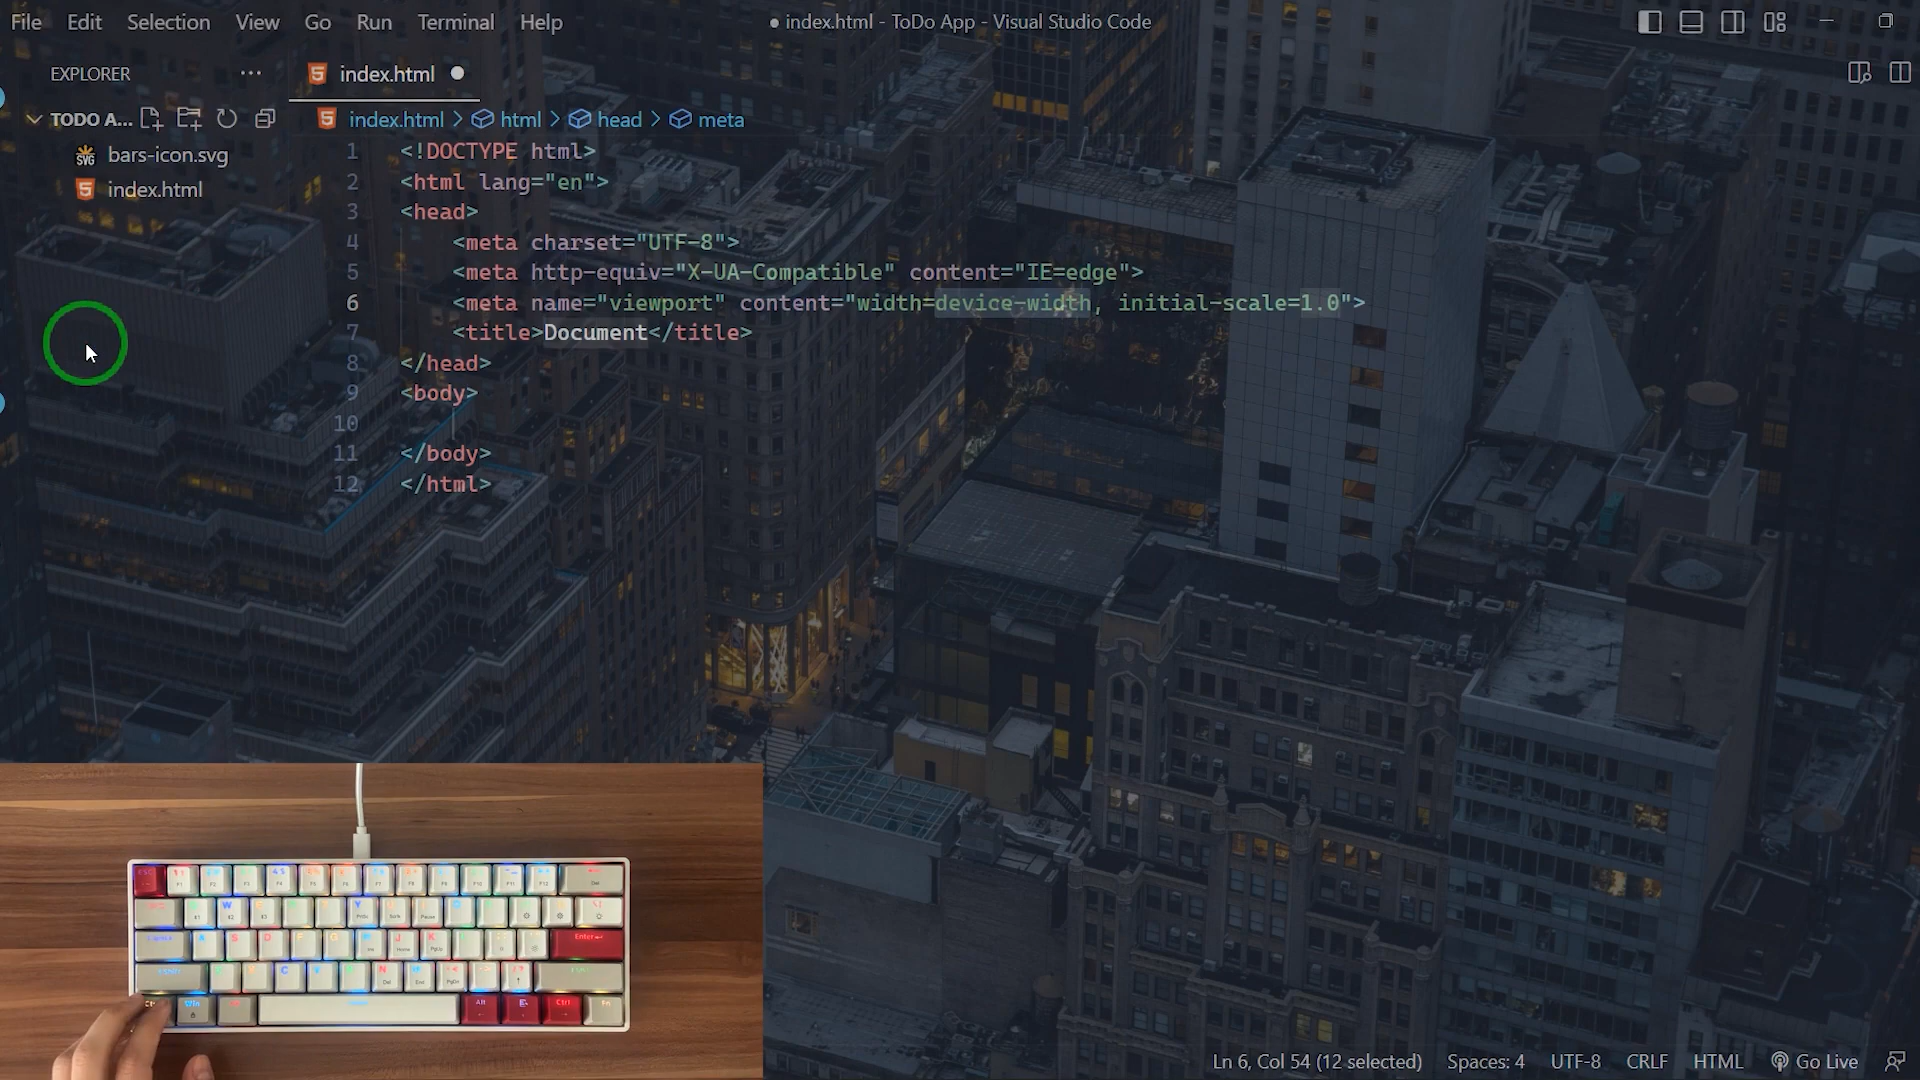 File Edit Selection View Go Run Terminal Help
● index.html - ToDo App - Visual Studio Code
EXPLORER
index.html
TODO A...
index.html > html > head > meta
bars-icon.svg
index.html
1 <!DOCTYPE html>
2 <html lang="en">
3 <head>
4 <meta charset="UTF-8">
5 <meta http-equiv="X-UA-Compatible" content="IE=edge">
6 <meta name="viewport" content="width=device-width, initial-scale=1.0">
7 <title>Document</title>
8 </head>
9 <body>
10
11 </body>
12 </html>
Enter
Win
Alt
Ctrl
Ln 6, Col 54 (12 selected) Spaces: 4 UTF-8 CRLF HTML Go Live